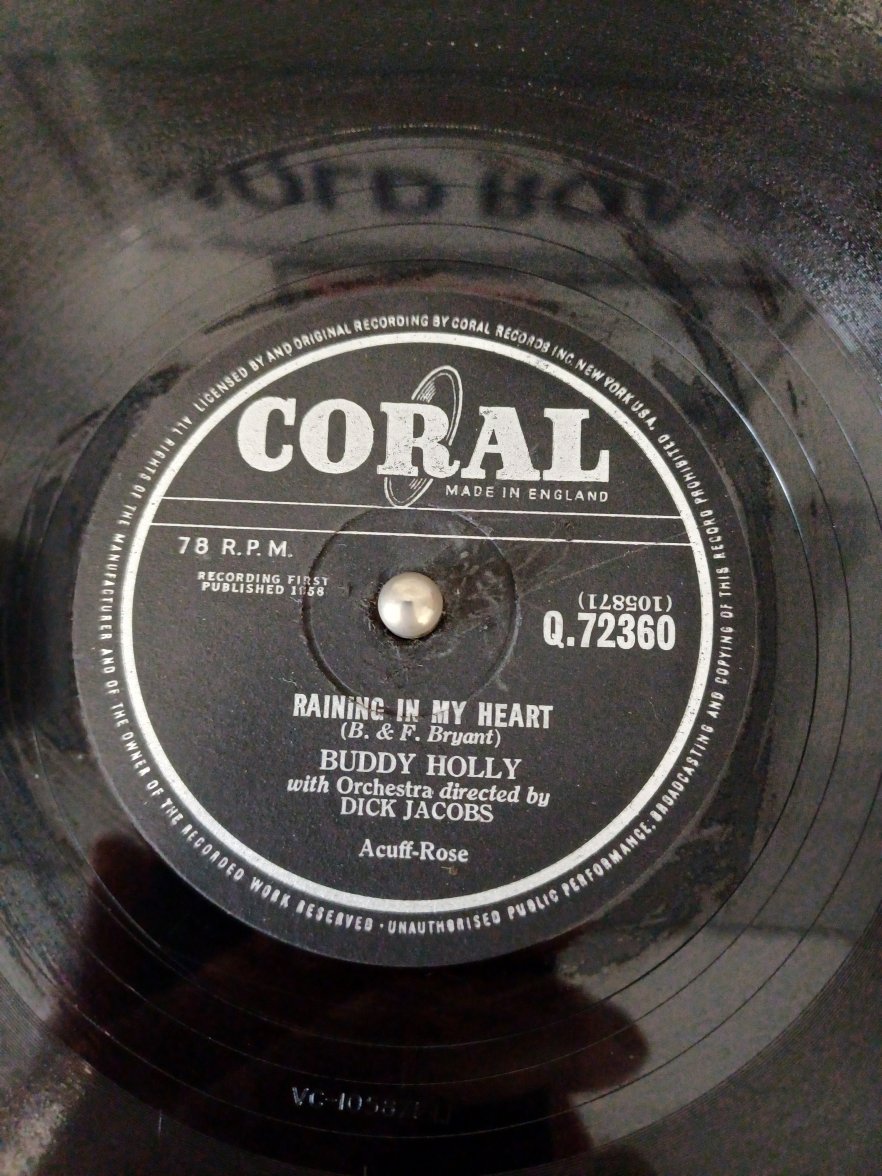 ALL RIGHTS OF THE MANUFACTURER AND OF THE OWNER OF THE RECORDED WORK RESERVED · UNAUTHORISED PUBLIC PERFORMANCE, BROADCASTING AND COPYING OF THIS RECORD PROHIBITED
LICENSED BY AND ORIGINAL RECORDING BY CORAL RECORDS INC. NEW YORK U.S.A.
CORAL
MADE IN ENGLAND
78 R.P.M.
RECORDING FIRST
PUBLISHED 1958
(105871)
Q.72360
RAINING IN MY HEART
(B. & F. Bryant)
BUDDY HOLLY
with Orchestra directed by
DICK JACOBS
Acuff-Rose